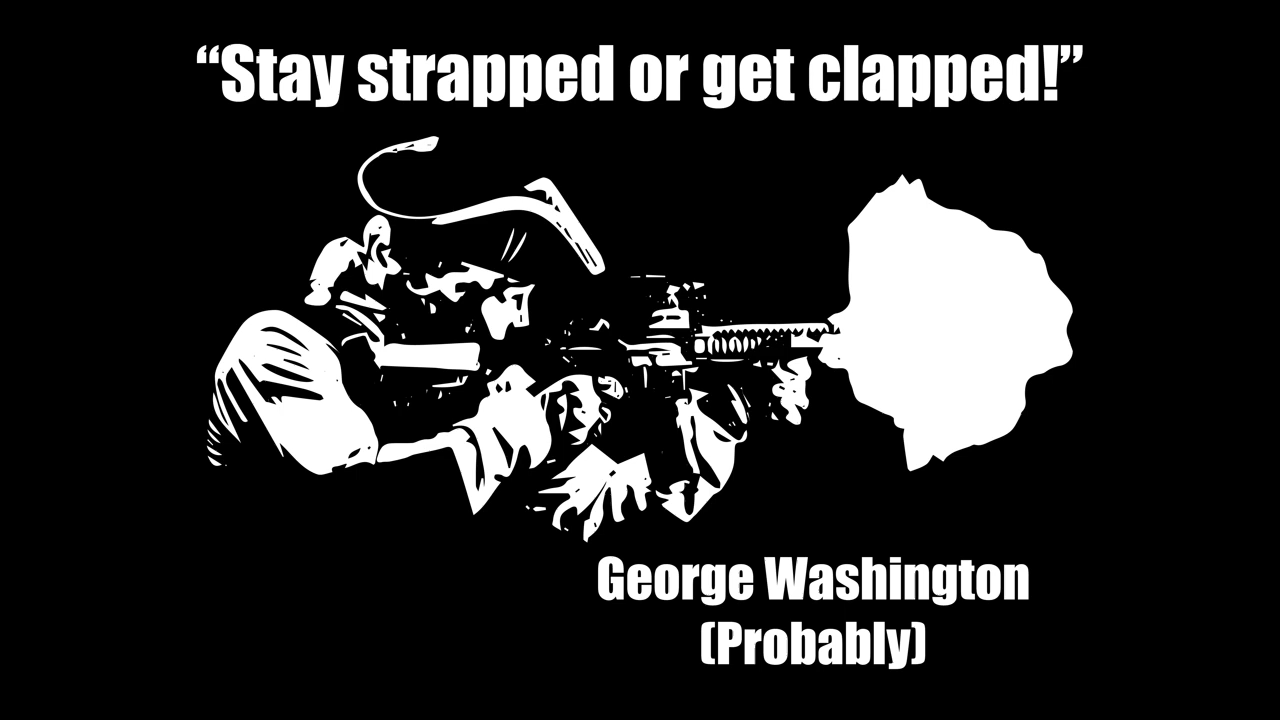 “Stay strapped or get clapped!”
George Washington
(Probably)